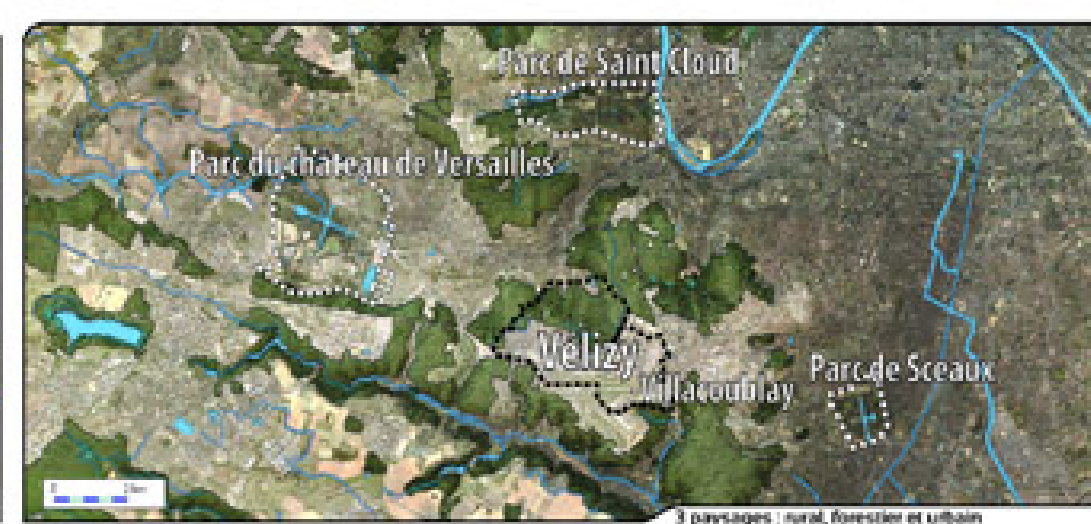 Parc de Saint Cloud
Parc du château de Versailles
Vélizy
Villacoublay
Parc de Sceaux
3 paysages : rural, forestier et urbain